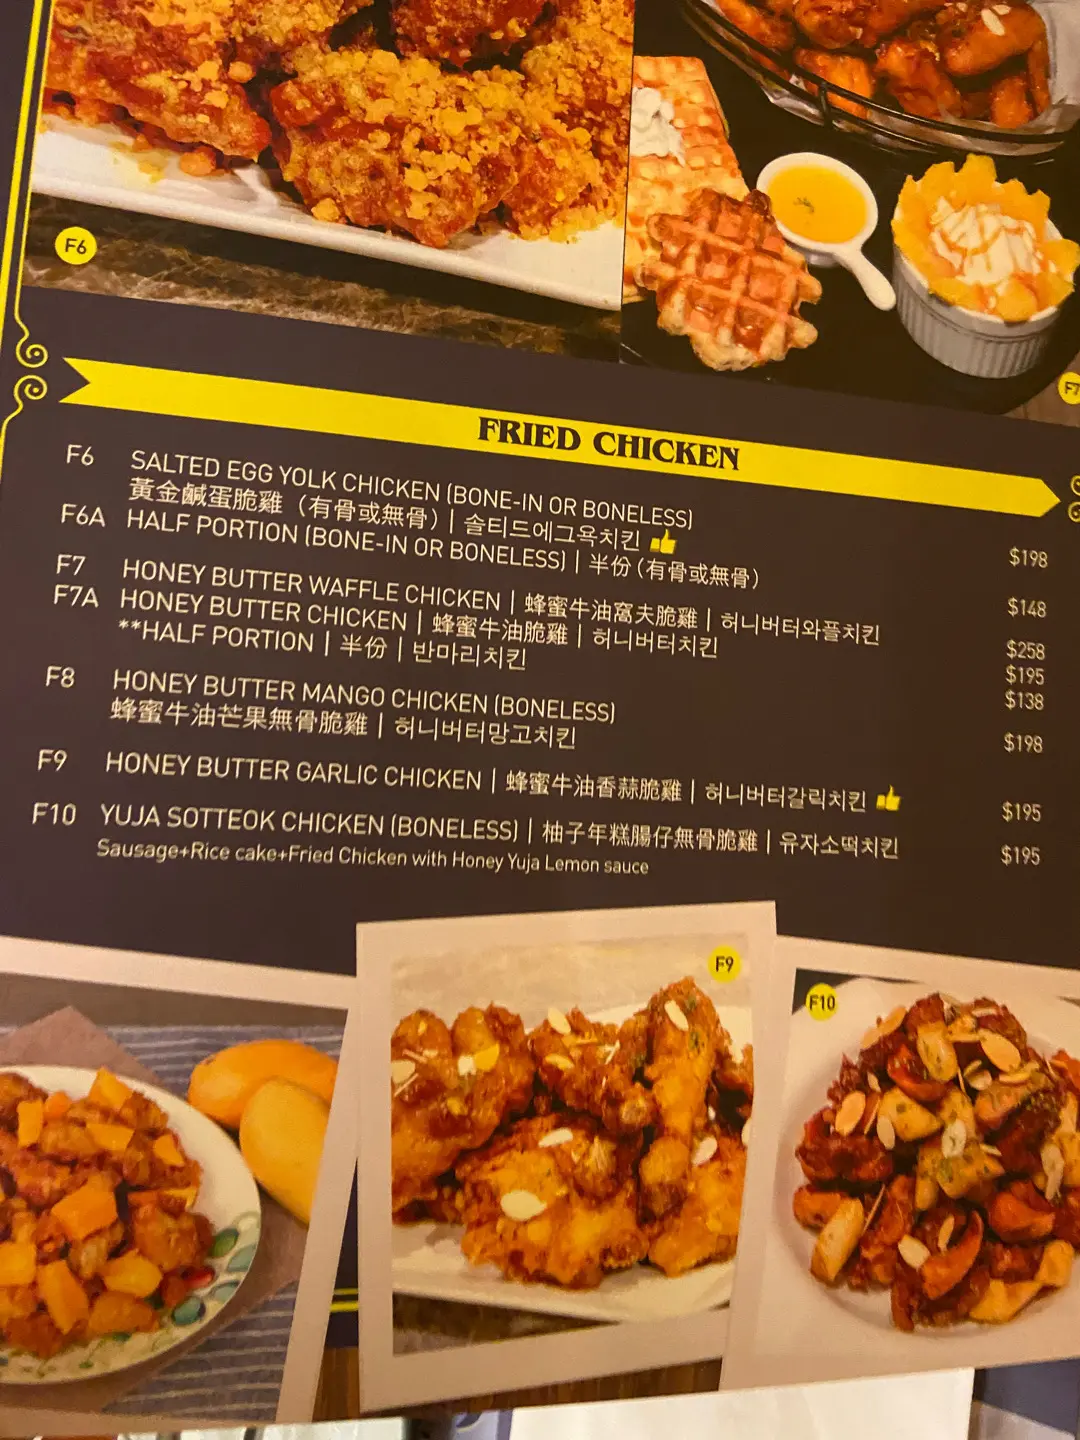 F6
F7
FRIED CHICKEN
F6 SALTED EGG YOLK CHICKEN (BONE-IN OR BONELESS)
黃金鹹蛋脆雞（有骨或無骨）| 솔티드에그욕치킨 $198
F6A HALF PORTION (BONE-IN OR BONELESS) | 半份（有骨或無骨） $148
F7 HONEY BUTTER WAFFLE CHICKEN | 蜂蜜牛油窩夫脆雞 | 허니버터와플치킨 $258
F7A HONEY BUTTER CHICKEN | 蜂蜜牛油脆雞 | 허니버터치킨 $195
**HALF PORTION | 半份 | 반마리치킨 $138
F8 HONEY BUTTER MANGO CHICKEN (BONELESS)
蜂蜜牛油芒果無骨脆雞 | 허니버터망고치킨 $198
F9 HONEY BUTTER GARLIC CHICKEN | 蜂蜜牛油香蒜脆雞 | 허니버터갈릭치킨 $195
F10 YUJA SOTTEOK CHICKEN (BONELESS) | 柚子年糕腸仔無骨脆雞 | 유자소떡치킨 $195
Sausage+Rice cake+Fried Chicken with Honey Yuja Lemon sauce
F9
F10